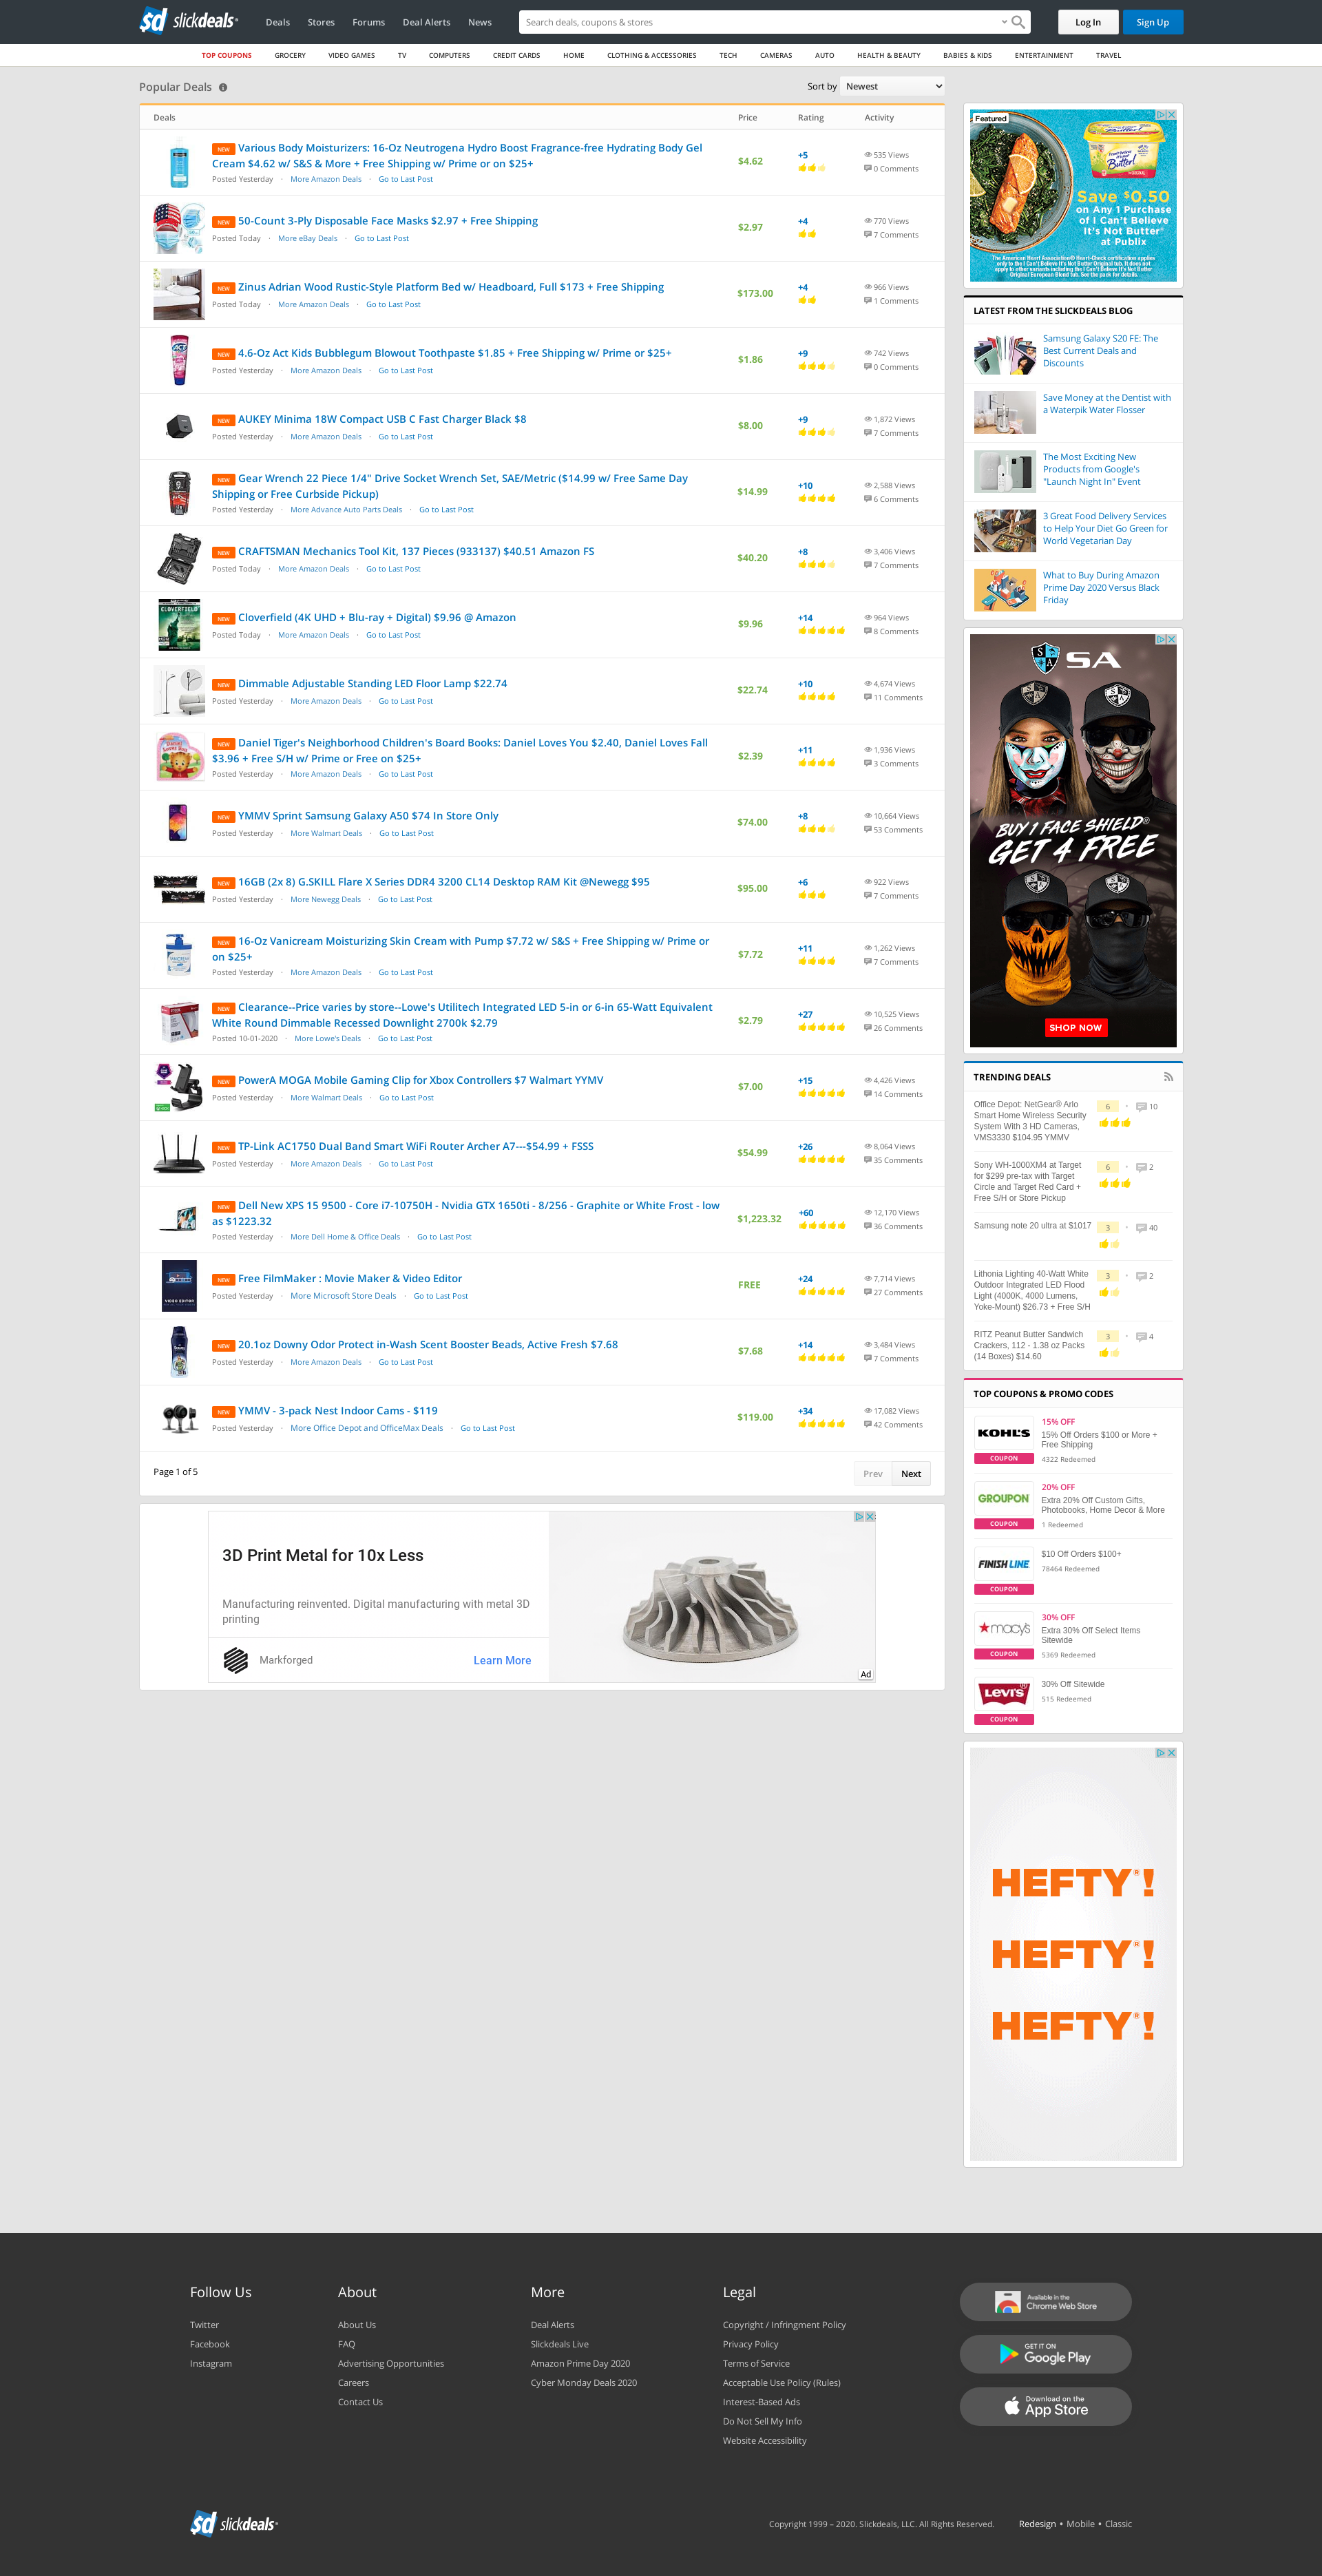 sd slickdeals
Deals Stores Forums Deal Alerts News
Search deals, coupons & stores
Log In
Sign Up
TOP COUPONS GROCERY VIDEO GAMES TV COMPUTERS CREDIT CARDS HOME CLOTHING & ACCESSORIES TECH CAMERAS AUTO HEALTH & BEAUTY BABIES & KIDS ENTERTAINMENT TRAVEL
Popular Deals
Sort by Newest
Deals Price Rating Activity
NEW Various Body Moisturizers: 16-Oz Neutrogena Hydro Boost Fragrance-free Hydrating Body Gel
Cream $4.62 w/ S&S & More + Free Shipping w/ Prime or on $25+
Posted Yesterday · More Amazon Deals · Go to Last Post
$4.62
+5
535 Views
0 Comments
NEW 50-Count 3-Ply Disposable Face Masks $2.97 + Free Shipping
Posted Today · More eBay Deals · Go to Last Post
$2.97
+4
770 Views
7 Comments
NEW Zinus Adrian Wood Rustic-Style Platform Bed w/ Headboard, Full $173 + Free Shipping
Posted Today · More Amazon Deals · Go to Last Post
$173.00
+4
966 Views
1 Comments
NEW 4.6-Oz Act Kids Bubblegum Blowout Toothpaste $1.85 + Free Shipping w/ Prime or $25+
Posted Yesterday · More Amazon Deals · Go to Last Post
$1.86
+9
742 Views
0 Comments
NEW AUKEY Minima 18W Compact USB C Fast Charger Black $8
Posted Yesterday · More Amazon Deals · Go to Last Post
$8.00
+9
1,872 Views
7 Comments
NEW Gear Wrench 22 Piece 1/4" Drive Socket Wrench Set, SAE/Metric ($14.99 w/ Free Same Day
Shipping or Free Curbside Pickup)
Posted Yesterday · More Advance Auto Parts Deals · Go to Last Post
$14.99
+10
2,588 Views
6 Comments
NEW CRAFTSMAN Mechanics Tool Kit, 137 Pieces (933137) $40.51 Amazon FS
Posted Today · More Amazon Deals · Go to Last Post
$40.20
+8
3,406 Views
7 Comments
CLOVERFIELD
NEW Cloverfield (4K UHD + Blu-ray + Digital) $9.96 @ Amazon
Posted Today · More Amazon Deals · Go to Last Post
$9.96
+14
964 Views
8 Comments
NEW Dimmable Adjustable Standing LED Floor Lamp $22.74
Posted Yesterday · More Amazon Deals · Go to Last Post
$22.74
+10
4,674 Views
11 Comments
NEW Daniel Tiger's Neighborhood Children's Board Books: Daniel Loves You $2.40, Daniel Loves Fall
$3.96 + Free S/H w/ Prime or Free on $25+
Posted Yesterday · More Amazon Deals · Go to Last Post
$2.39
+11
1,936 Views
3 Comments
NEW YMMV Sprint Samsung Galaxy A50 $74 In Store Only
Posted Yesterday · More Walmart Deals · Go to Last Post
$74.00
+8
10,664 Views
53 Comments
NEW 16GB (2x 8) G.SKILL Flare X Series DDR4 3200 CL14 Desktop RAM Kit @Newegg $95
Posted Yesterday · More Newegg Deals · Go to Last Post
$95.00
+6
922 Views
7 Comments
NEW 16-Oz Vanicream Moisturizing Skin Cream with Pump $7.72 w/ S&S + Free Shipping w/ Prime or
on $25+
Posted Yesterday · More Amazon Deals · Go to Last Post
$7.72
+11
1,262 Views
7 Comments
NEW Clearance--Price varies by store--Lowe's Utilitech Integrated LED 5-in or 6-in 65-Watt Equivalent
White Round Dimmable Recessed Downlight 2700k $2.79
Posted 10-01-2020 · More Lowe's Deals · Go to Last Post
$2.79
+27
10,525 Views
26 Comments
NEW PowerA MOGA Mobile Gaming Clip for Xbox Controllers $7 Walmart YYMV
Posted Yesterday · More Walmart Deals · Go to Last Post
$7.00
+15
4,426 Views
14 Comments
NEW TP-Link AC1750 Dual Band Smart WiFi Router Archer A7---$54.99 + FSSS
Posted Yesterday · More Amazon Deals · Go to Last Post
$54.99
+26
8,064 Views
35 Comments
NEW Dell New XPS 15 9500 - Core i7-10750H - Nvidia GTX 1650ti - 8/256 - Graphite or White Frost - low
as $1223.32
Posted Yesterday · More Dell Home & Office Deals · Go to Last Post
$1,223.32
+60
12,170 Views
36 Comments
NEW Free FilmMaker : Movie Maker & Video Editor
Posted Yesterday · More Microsoft Store Deals · Go to Last Post
FREE
+24
7,714 Views
27 Comments
NEW 20.1oz Downy Odor Protect in-Wash Scent Booster Beads, Active Fresh $7.68
Posted Yesterday · More Amazon Deals · Go to Last Post
$7.68
+14
3,484 Views
7 Comments
NEW YMMV - 3-pack Nest Indoor Cams - $119
Posted Yesterday · More Office Depot and OfficeMax Deals · Go to Last Post
$119.00
+34
17,082 Views
42 Comments
Page 1 of 5
Prev Next
3D Print Metal for 10x Less
Manufacturing reinvented. Digital manufacturing with metal 3D
printing
Markforged
Learn More
Ad
Featured
Save $0.50
on Any 1 Purchase
of I Can't Believe
It's Not Butter®
at Publix
The American Heart Association® Heart-Check certification applies
only to the I Can't Believe It's Not Butter Original tub. It does not
apply to other varieties including the I Can't Believe It's Not Butter
Original European Blend tub. See the pack for details.
LATEST FROM THE SLICKDEALS BLOG
Samsung Galaxy S20 FE: The
Best Current Deals and
Discounts
Save Money at the Dentist with
a Waterpik Water Flosser
The Most Exciting New
Products from Google's
"Launch Night In" Event
3 Great Food Delivery Services
to Help Your Diet Go Green for
World Vegetarian Day
What to Buy During Amazon
Prime Day 2020 Versus Black
Friday
SA
BUY 1 FACE SHIELD®
GET 4 FREE
SHOP NOW
TRENDING DEALS
Office Depot: NetGear® Arlo
Smart Home Wireless Security
System With 3 HD Cameras,
VMS3330 $104.95 YMMV
6 • 10
Sony WH-1000XM4 at Target
for $299 pre-tax with Target
Circle and Target Red Card +
Free S/H or Store Pickup
6 • 2
Samsung note 20 ultra at $1017
3 • 40
Lithonia Lighting 40-Watt White
Outdoor Integrated LED Flood
Light (4000K, 4000 Lumens,
Yoke-Mount) $26.73 + Free S/H
3 • 2
RITZ Peanut Butter Sandwich
Crackers, 112 - 1.38 oz Packs
(14 Boxes) $14.60
3 • 4
TOP COUPONS & PROMO CODES
KOHL'S
COUPON
15% OFF
15% Off Orders $100 or More +
Free Shipping
4322 Redeemed
GROUPON
COUPON
20% OFF
Extra 20% Off Custom Gifts,
Photobooks, Home Decor & More
1 Redeemed
FINISH LINE
COUPON
$10 Off Orders $100+
78464 Redeemed
macy's
COUPON
30% OFF
Extra 30% Off Select Items
Sitewide
5369 Redeemed
LEVI'S
COUPON
30% Off Sitewide
515 Redeemed
HEFTY®!
HEFTY®!
HEFTY®!
Follow Us
Twitter
Facebook
Instagram
About
About Us
FAQ
Advertising Opportunities
Careers
Contact Us
More
Deal Alerts
Slickdeals Live
Amazon Prime Day 2020
Cyber Monday Deals 2020
Legal
Copyright / Infringment Policy
Privacy Policy
Terms of Service
Acceptable Use Policy (Rules)
Interest-Based Ads
Do Not Sell My Info
Website Accessibility
Available in the
Chrome Web Store
GET IT ON
Google Play
Download on the
App Store
sd slickdeals
Copyright 1999 – 2020. Slickdeals, LLC. All Rights Reserved.
Redesign • Mobile • Classic